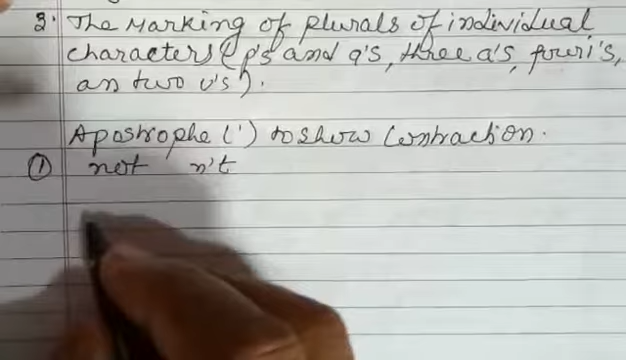 3. The Marking of plurals of individual
characters (p's and q's, three a's, four i's,
an two u's).
Apostrophe (') to show Contraction.
① not n't